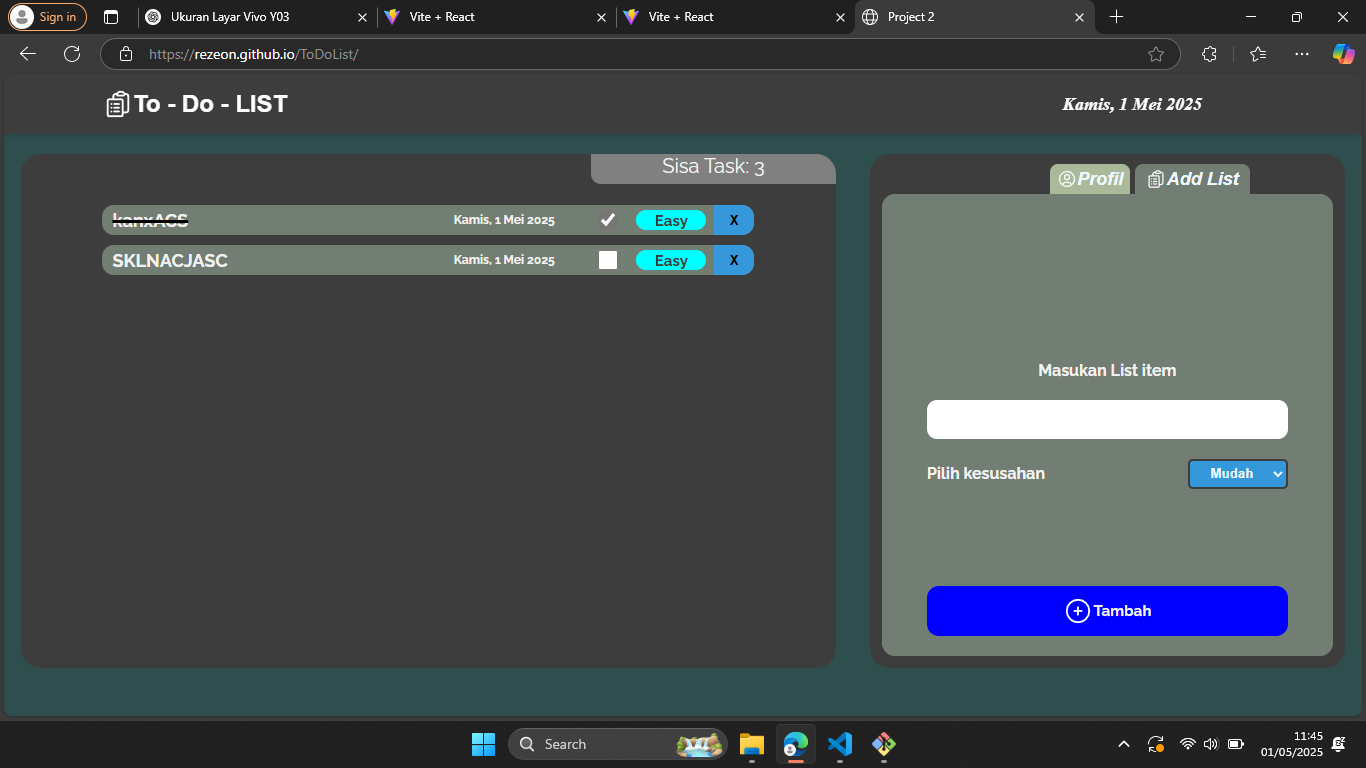 Sign in
Ukuran Layar Vivo Y03
Vite + React
Vite + React
Project 2
https://rezeon.github.io/ToDoList/
To - Do - LIST
Kamis, 1 Mei 2025
Sisa Task: 3
Profil
Add List
kanxACS Kamis, 1 Mei 2025 Easy X
SKLNACJASC Kamis, 1 Mei 2025 Easy X
Masukan List item
Pilih kesusahan Mudah
Tambah
Search
11:45
01/05/2025